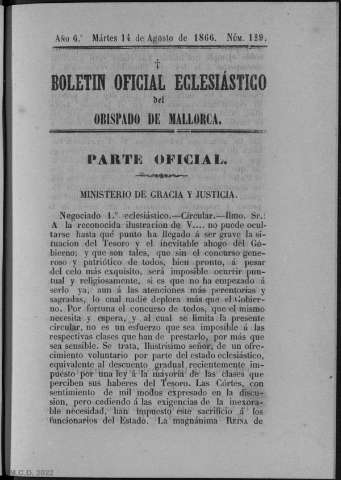 Año 6.º Mártes 14 de Agosto de 1866. NÚM. 129.
†
BOLETIN OFICIAL ECLESIÁSTICO
del
OBISPADO DE MALLORCA.
PARTE OFICIAL.
MINISTERIO DE GRACIA Y JUSTICIA.
Negociado 1.º eclesiástico.—Circular.—Ilmo. Sr.:
A la reconocida ilustracion de V.... no puede ocul-
tarse hasta qué punto ha llegado á ser grave la si-
tuacion del Tesoro y el inevitable ahogo del Go-
bierno; y que son tales, que sin el concurso gene-
roso y patriótico de todos, bien pronto, á pesar
del celo más exquisito, será imposible ocurrir pun-
tual y religiosamente, si es que no ha empezado á
serlo ya, aun á las atenciones más perentorias y
sagradas, lo cual nadie deplora más que el Gobier-
no. Por fortuna el concurso de todos, que el mismo
necesita y espera, y al cual se limita la presente
circular, no es un esfuerzo que sea imposible á las
respectivas clases que han de prestarlo, por más que
sea sensible. Se trata, Ilustrísimo señor, de un ofre-
cimiento voluntario por parte del estado eclesiástico,
equivalente al descuento gradual recientemente im-
puesto por una ley á la mayoría de las clases que
perciben sus haberes del Tesoro. Las Córtes, con
sentimiento de mil modos expresado en la discu-
sion, pero cediendo á las exigencias de la inexora-
ble necesidad, han impuesto este sacrificio á los
funcionarios del Estado. La magnánima REINA de
M.C.D. 2022